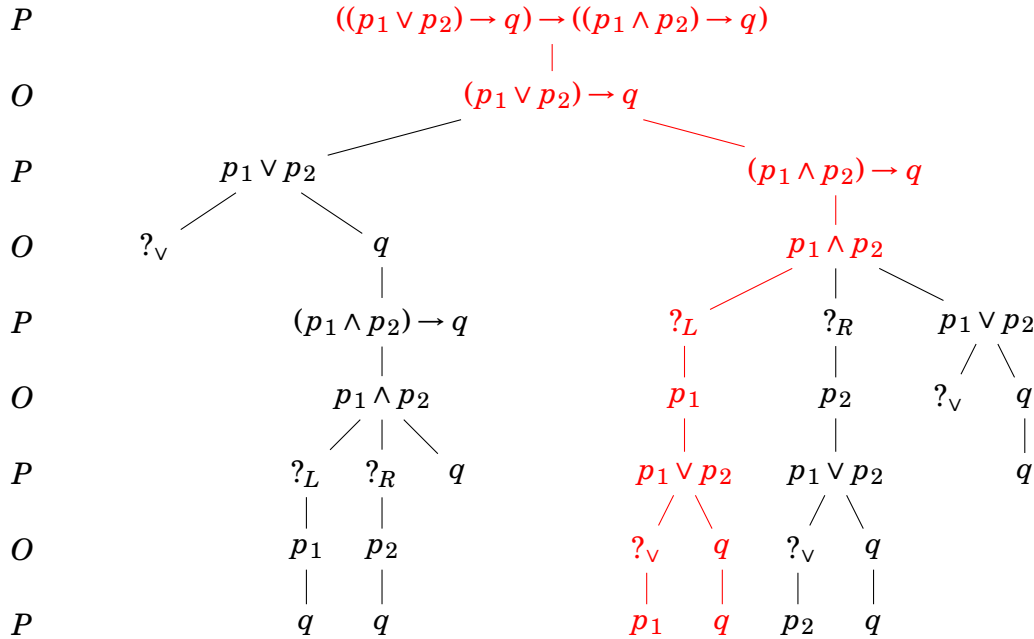 P ((p₁ ∨ p₂) → q) → ((p₁ ∧ p₂) → q)
O (p₁ ∨ p₂) → q
P p₁ ∨ p₂ (p₁ ∧ p₂) → q
O ?∨ q p₁ ∧ p₂
P (p₁ ∧ p₂) → q ?L ?R p₁ ∨ p₂
O p₁ ∧ p₂ p₁ p₂ ?∨ q
P ?L ?R q p₁ ∨ p₂ p₁ ∨ p₂ q
O p₁ p₂ ?∨ q ?∨ q
P q q p₁ q p₂ q